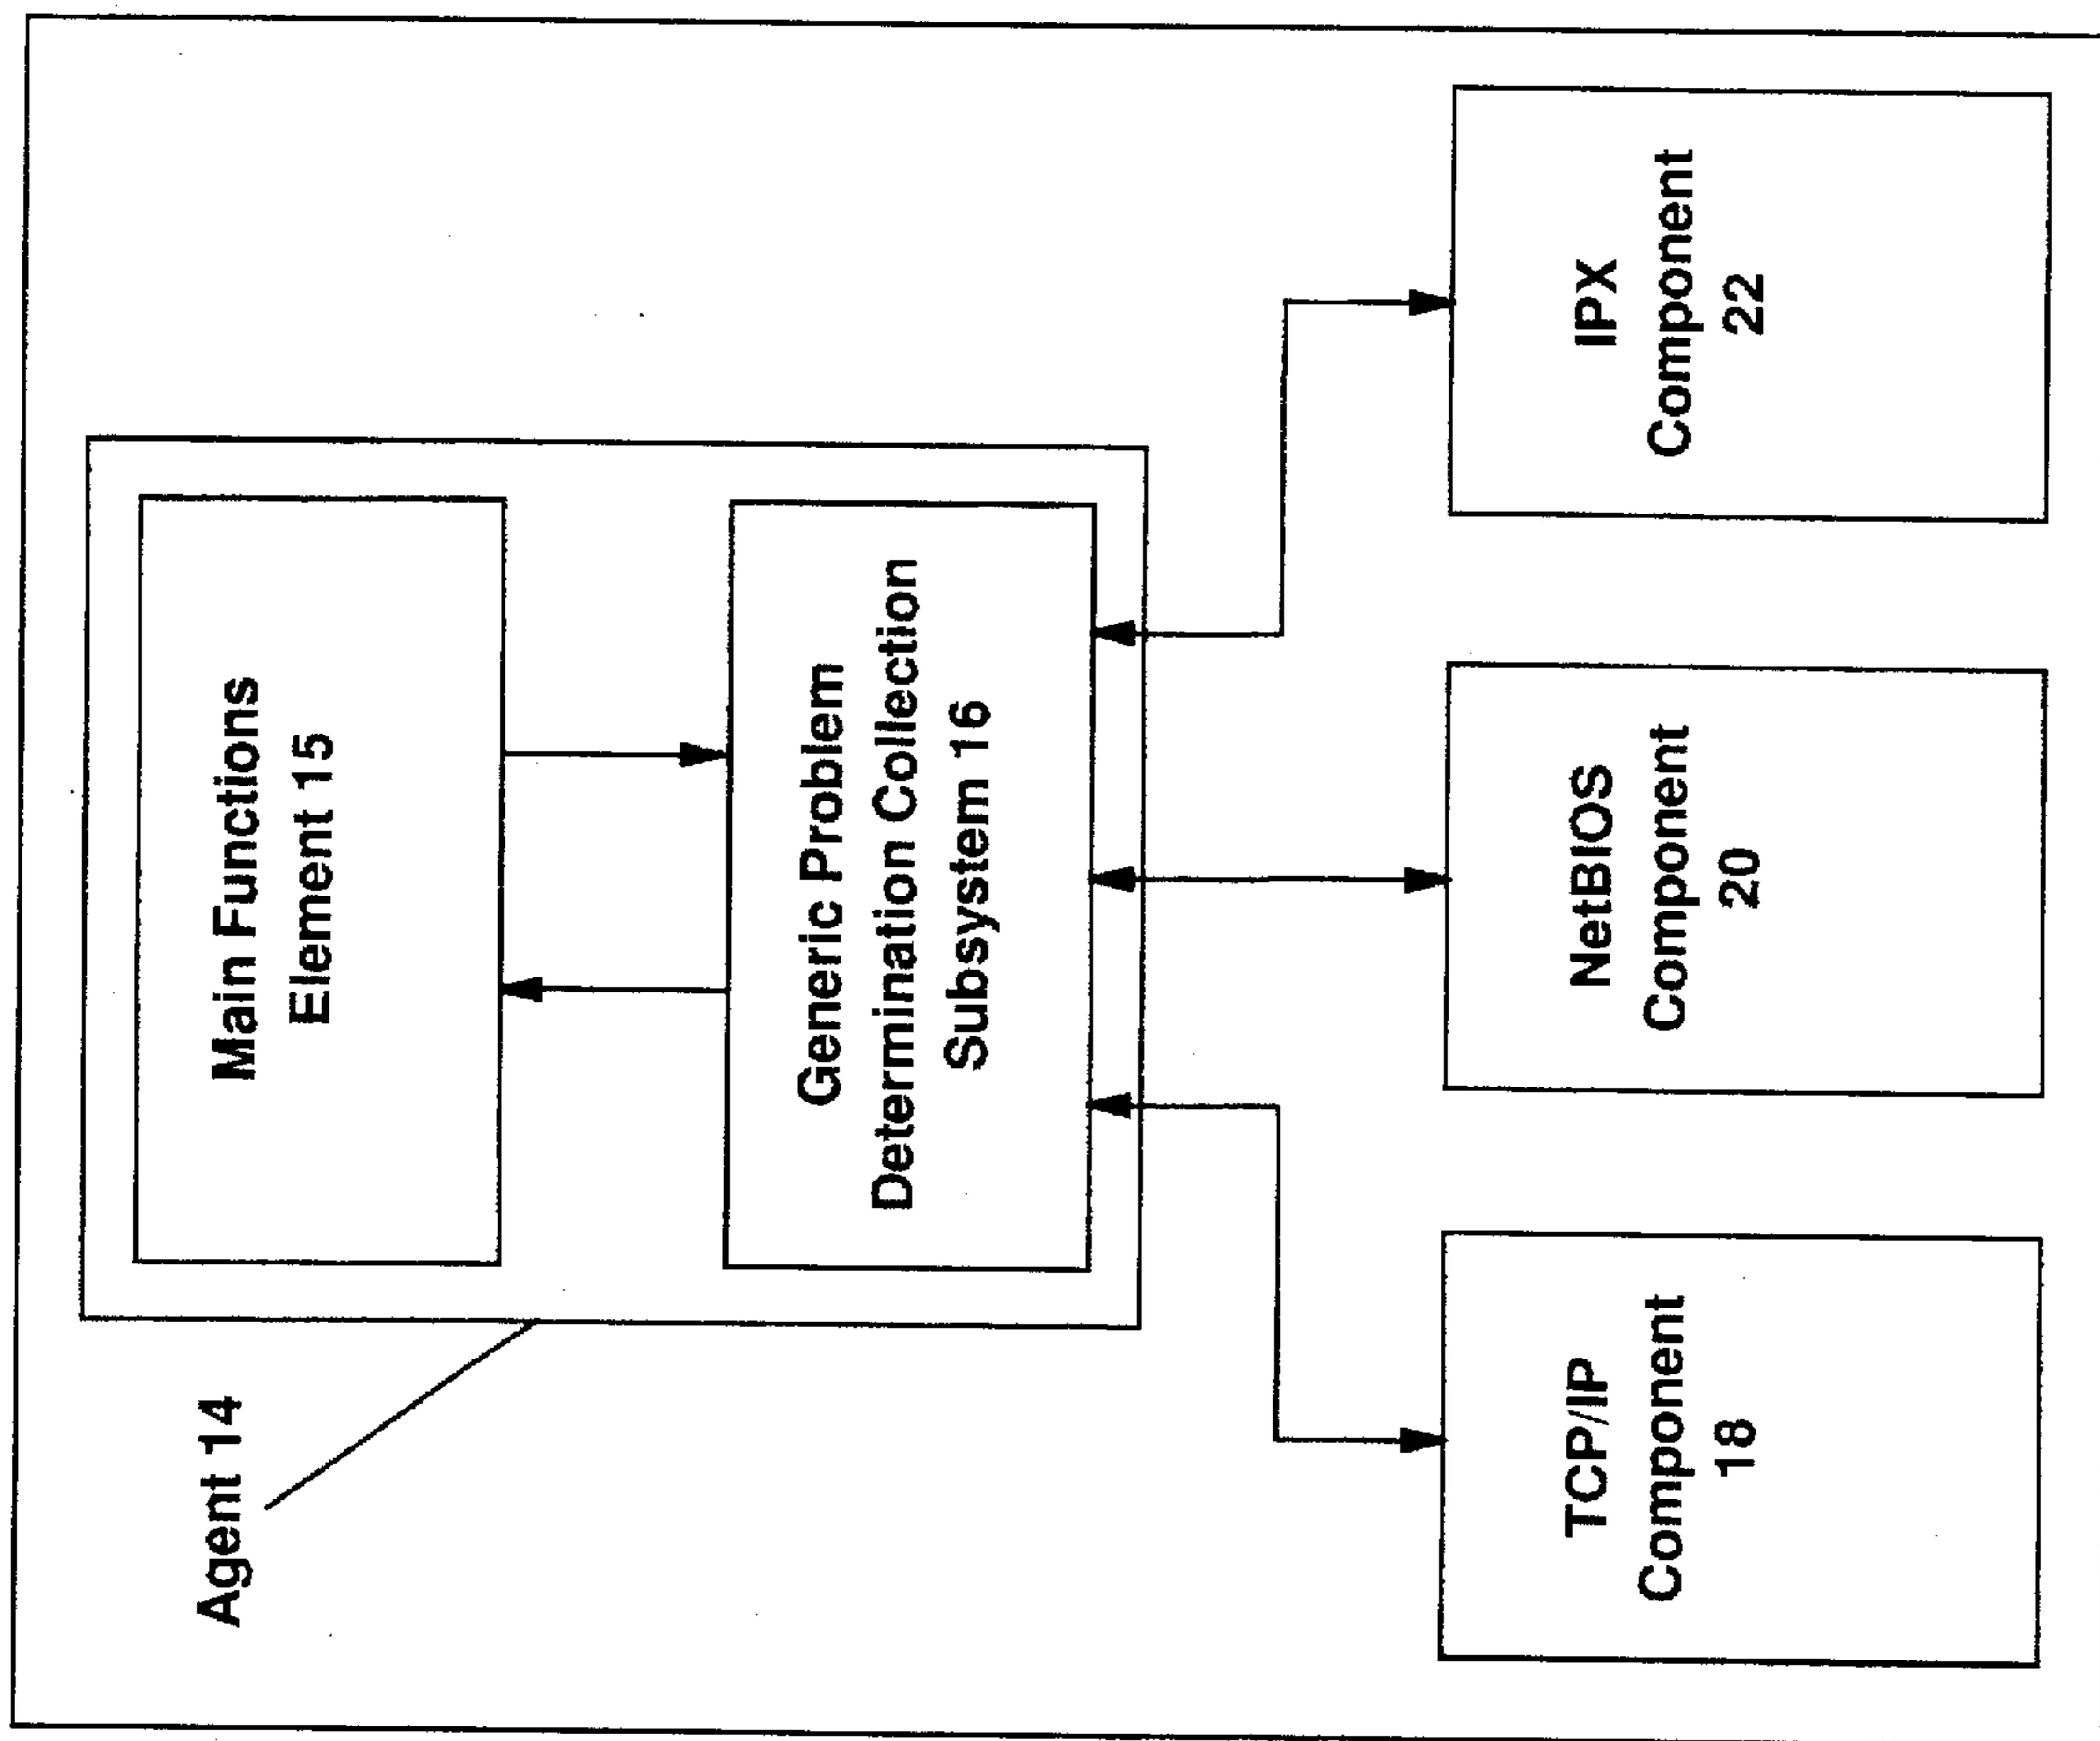 Agent 14
Main Functions
Element 15
Generic Problem
Determination Collection
Subsystem 16
TCP/IP
Component
18
NetBIOS
Component
20
IPX
Component
22